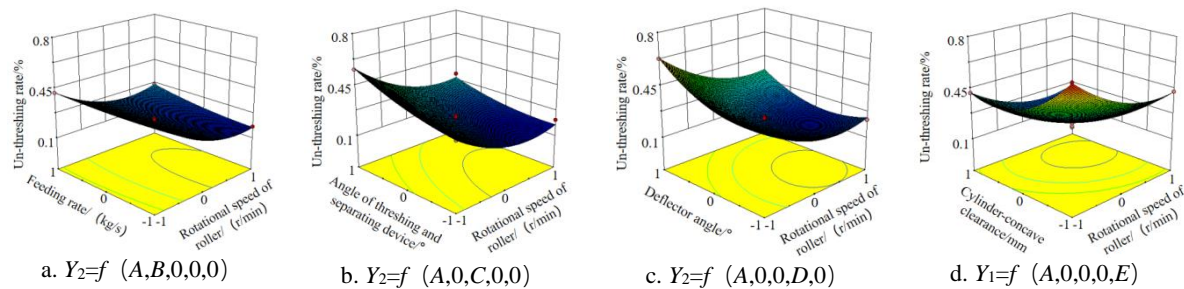 0.8
0.45
0.1
Un-threshing rate/%
1
0
-1
-1
0
1
Feeding rate/（kg/s）
Rotational speed of
roller/（r/min）
a. Y2=f（A,B,0,0,0）
0.8
0.45
0.1
Un-threshing rate/%
1
0
-1
-1
0
1
Angle of threshing and
separating device/°
Rotational speed of
roller/（r/min）
b. Y2=f（A,0,C,0,0）
0.8
0.45
0.1
Un-threshing rate/%
1
0
-1
-1
0
1
Deflector angle/°
Rotational speed of
roller/（r/min）
c. Y2=f（A,0,0,D,0）
0.8
0.45
0.1
Un-threshing rate/%
1
0
-1
-1
0
1
Cylinder-concave
clearance/mm
Rotational speed of
roller/（r/min）
d. Y1=f（A,0,0,0,E）